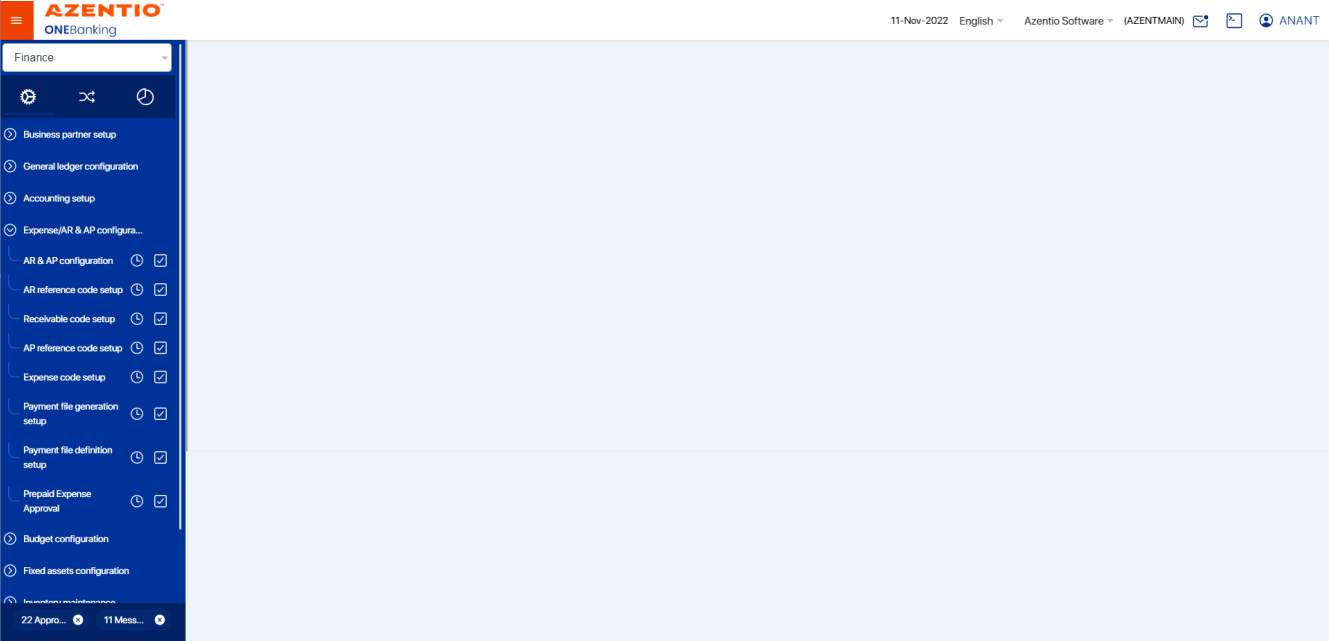 AZENTIO
ONEBanking
11-Nov-2022 English Azentio Software (AZENTMAIN) ANANT
Finance
Business partner setup
General ledger configuration
Accounting setup
Expense/AR & AP configura...
AR & AP configuration
AR reference code setup
Receivable code setup
AP reference code setup
Expense code setup
Payment file generation
setup
Payment file definition
setup
Prepaid Expense
Approval
Budget configuration
Fixed assets configuration
Inventory maintenance
22 Appro... 11 Mess...